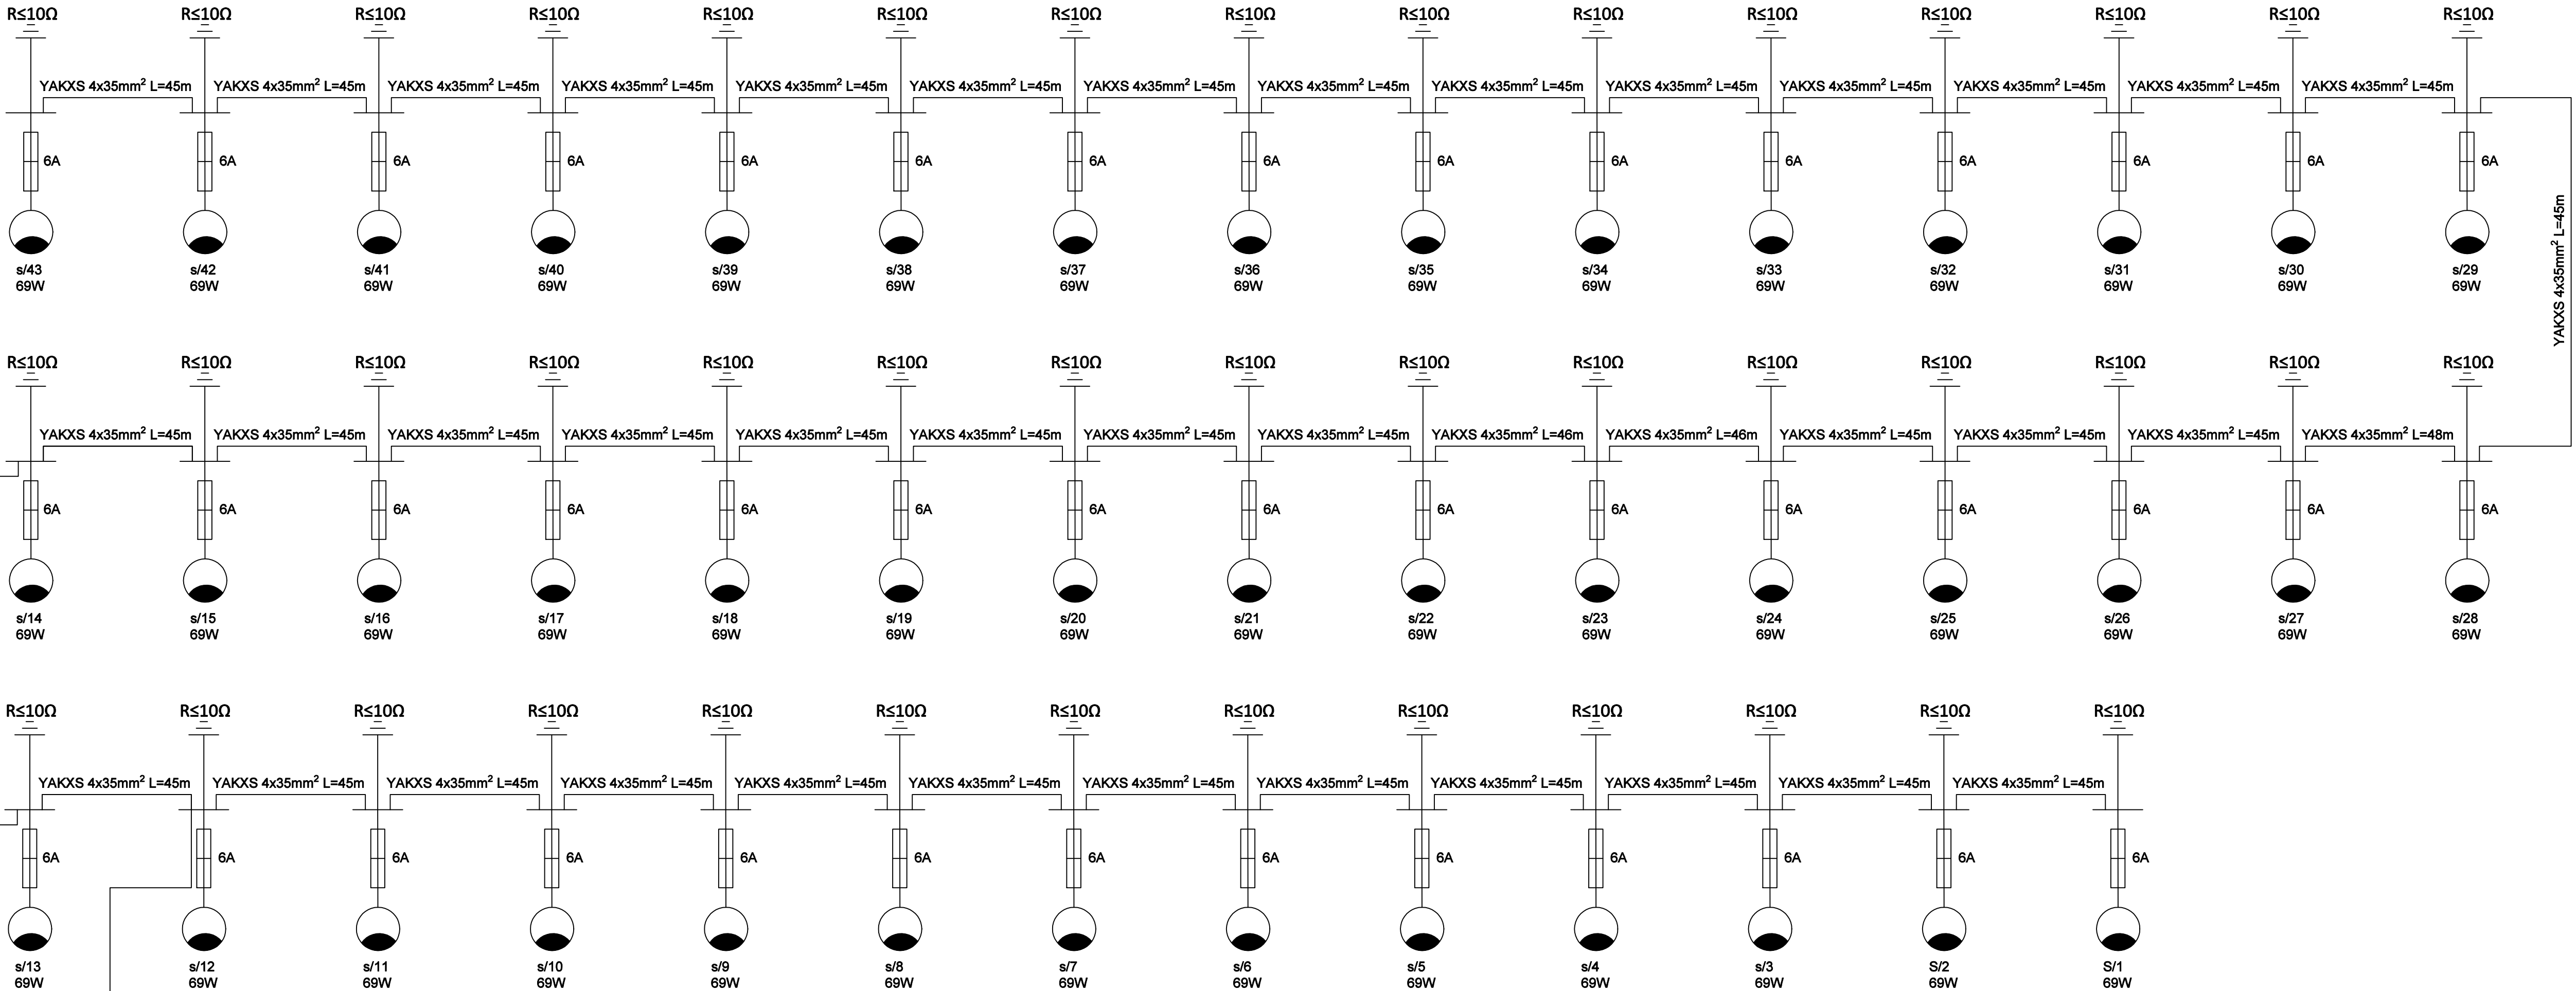 R≤10Ω R≤10Ω R≤10Ω R≤10Ω R≤10Ω R≤10Ω R≤10Ω R≤10Ω R≤10Ω R≤10Ω R≤10Ω R≤10Ω R≤10Ω R≤10Ω R≤10Ω
YAKXS 4x35mm² L=45m YAKXS 4x35mm² L=45m YAKXS 4x35mm² L=45m YAKXS 4x35mm² L=45m YAKXS 4x35mm² L=45m YAKXS 4x35mm² L=45m YAKXS 4x35mm² L=45m YAKXS 4x35mm² L=45m YAKXS 4x35mm² L=45m YAKXS 4x35mm² L=45m YAKXS 4x35mm² L=45m YAKXS 4x35mm² L=45m YAKXS 4x35mm² L=45m YAKXS 4x35mm² L=45m
6A 6A 6A 6A 6A 6A 6A 6A 6A 6A 6A 6A 6A 6A 6A
s/43 s/42 s/41 s/40 s/39 s/38 s/37 s/36 s/35 s/34 s/33 s/32 s/31 s/30 s/29
69W 69W 69W 69W 69W 69W 69W 69W 69W 69W 69W 69W 69W 69W 69W
YAKXS 4x35mm² L=45m
R≤10Ω R≤10Ω R≤10Ω R≤10Ω R≤10Ω R≤10Ω R≤10Ω R≤10Ω R≤10Ω R≤10Ω R≤10Ω R≤10Ω R≤10Ω R≤10Ω R≤10Ω
YAKXS 4x35mm² L=45m YAKXS 4x35mm² L=45m YAKXS 4x35mm² L=45m YAKXS 4x35mm² L=45m YAKXS 4x35mm² L=45m YAKXS 4x35mm² L=45m YAKXS 4x35mm² L=45m YAKXS 4x35mm² L=45m YAKXS 4x35mm² L=46m YAKXS 4x35mm² L=46m YAKXS 4x35mm² L=45m YAKXS 4x35mm² L=45m YAKXS 4x35mm² L=45m YAKXS 4x35mm² L=48m
6A 6A 6A 6A 6A 6A 6A 6A 6A 6A 6A 6A 6A 6A 6A
s/14 s/15 s/16 s/17 s/18 s/19 s/20 s/21 s/22 s/23 s/24 s/25 s/26 s/27 s/28
69W 69W 69W 69W 69W 69W 69W 69W 69W 69W 69W 69W 69W 69W 69W
R≤10Ω R≤10Ω R≤10Ω R≤10Ω R≤10Ω R≤10Ω R≤10Ω R≤10Ω R≤10Ω R≤10Ω R≤10Ω R≤10Ω R≤10Ω
YAKXS 4x35mm² L=45m YAKXS 4x35mm² L=45m YAKXS 4x35mm² L=45m YAKXS 4x35mm² L=45m YAKXS 4x35mm² L=45m YAKXS 4x35mm² L=45m YAKXS 4x35mm² L=45m YAKXS 4x35mm² L=45m YAKXS 4x35mm² L=45m YAKXS 4x35mm² L=45m YAKXS 4x35mm² L=45m YAKXS 4x35mm² L=45m
6A 6A 6A 6A 6A 6A 6A 6A 6A 6A 6A 6A 6A
s/13 s/12 s/11 s/10 s/9 s/8 s/7 s/6 s/5 s/4 s/3 S/2 S/1
69W 69W 69W 69W 69W 69W 69W 69W 69W 69W 69W 69W 69W